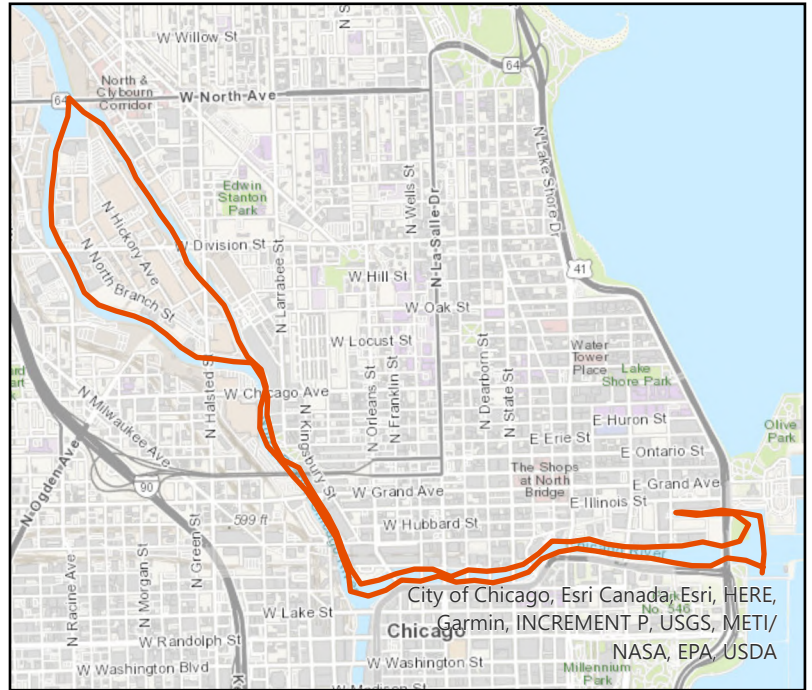 W Willow St
N S
64
North &
Clybourn
Corridor
64
W-North-Ave
N Lake Shore Dr
N Wells St
N-La-Salle-Dr
Edwin
Stanton
Park
N Hickory Ave
W Division St
N Larrabee St
41
W Hill St
N North Branch St
W Oak St
W Locust St
Water
Tower
Place
Lake
Shore Park
N Halsted St
N Orleans St
N Franklin St
N Dearborn St
N State St
W Chicago Ave
N Milwaukee Ave
N Kingsbury St
E Huron St
Olive
Park
E Erie St
E Ontario St
The Shops
at North
Bridge
E Grand Ave
N-Ogden-Ave
90
W Grand Ave
E Illinois St
599 ft
W Hubbard St
N Racine Ave
N Morgan St
N Green St
W Lake St
City of Chicago, Esri Canada, Esri, HERE,
No. 546
Garmin, INCREMENT P, USGS, METI/
Chicago
W Randolph St
NASA, EPA, USDA
W Washington Blvd
W Washington St
Millennium
Park